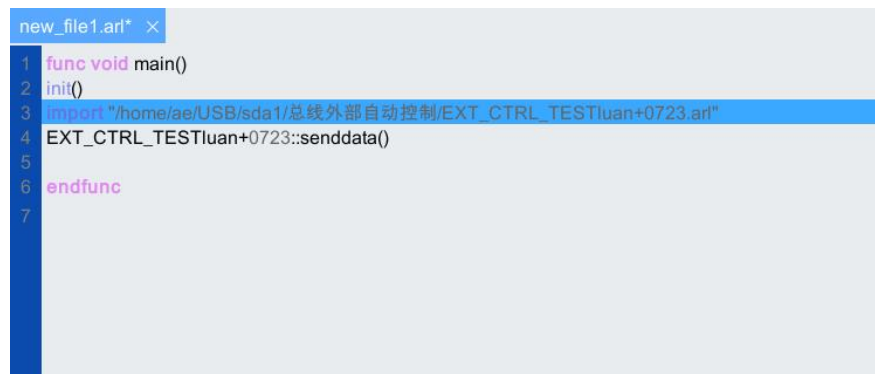 new_file1.arl* ×
1 func void main()
2 init()
3 import "/home/ae/USB/sda1/总线外部自动控制/EXT_CTRL_TESTluan+0723.arl"
4 EXT_CTRL_TESTluan+0723::senddata()
5
6 endfunc
7